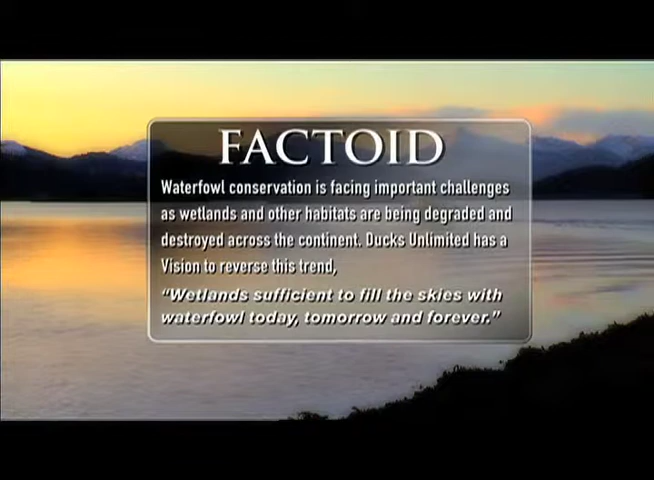 FACTOID
Waterfowl conservation is facing important challenges
as wetlands and other habitats are being degraded and
destroyed across the continent. Ducks Unlimited has a
Vision to reverse this trend,
“Wetlands sufficient to fill the skies with
waterfowl today, tomorrow and forever.”